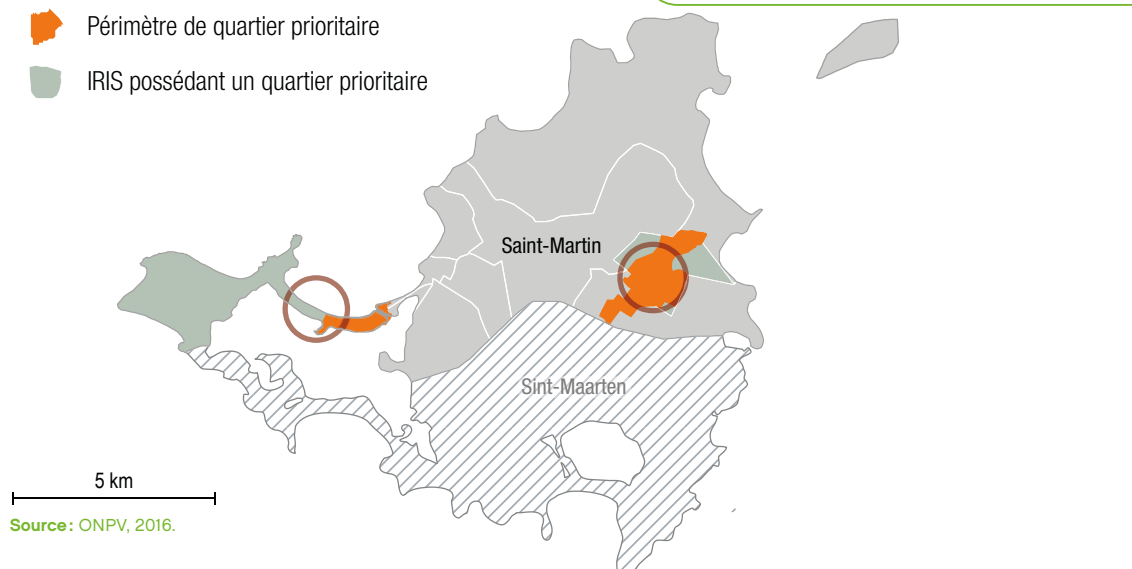 Périmètre de quartier prioritaire
IRIS possédant un quartier prioritaire
Saint-Martin
Sint-Maarten
5 km
Source : ONPV, 2016.